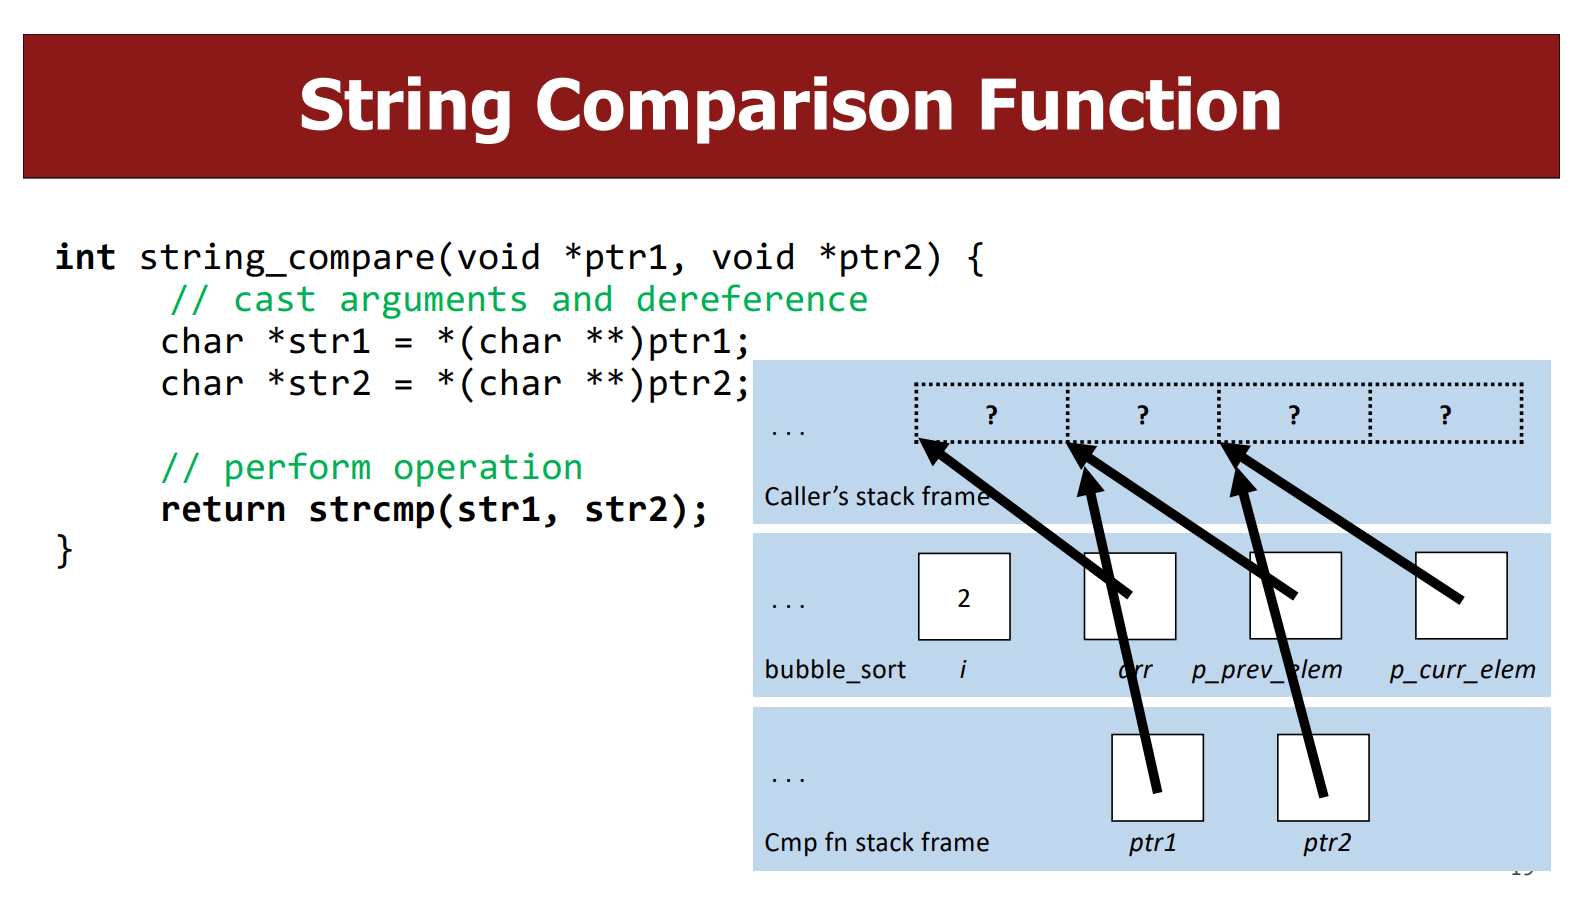 String Comparison Function
int string_compare(void *ptr1, void *ptr2) {
// cast arguments and dereference
char *str1 = *(char **)ptr1;
char *str2 = *(char **)ptr2;
// perform operation
return strcmp(str1, str2);
}
... ? ? ? ?
Caller’s stack frame
... 2
bubble_sort i arr p_prev_elem p_curr_elem
...
Cmp fn stack frame ptr1 ptr2